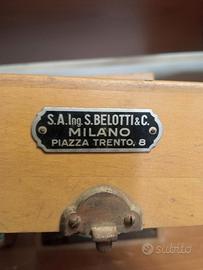 S.A.Ing. S.BELOTTI & C.
MILANO
PIAZZA TRENTO, 8
subito